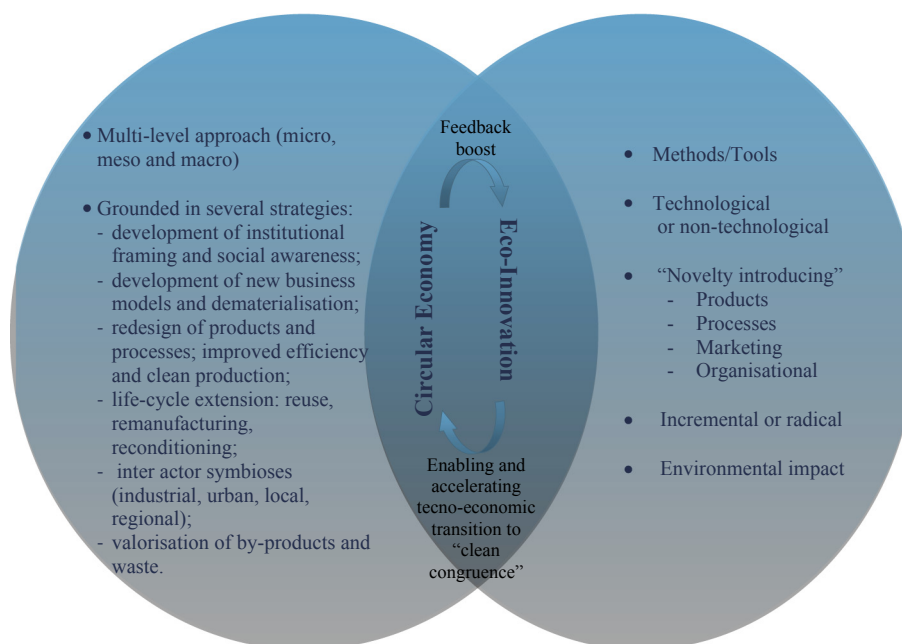 • Multi-level approach (micro,
meso and macro)
• Grounded in several strategies:
- development of institutional
framing and social awareness;
- development of new business
models and dematerialisation;
- redesign of products and
processes; improved efficiency
and clean production;
- life-cycle extension: reuse,
remanufacturing,
reconditioning;
- inter actor symbioses
(industrial, urban, local,
regional);
- valorisation of by-products and
waste.
Feedback
boost
Circular Economy
Eco-Innovation
Enabling and
accelerating
tecno-economic
transition to
“clean
congruence”
• Methods/Tools
• Technological
or non-technological
• “Novelty introducing”
- Products
- Processes
- Marketing
- Organisational
• Incremental or radical
• Environmental impact